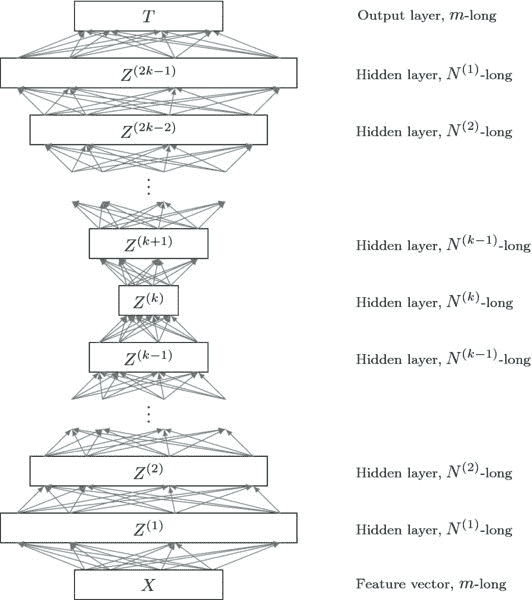 T Output layer, m-long
Z^(2k−1) Hidden layer, N^(1)-long
Z^(2k−2) Hidden layer, N^(2)-long
⋮
Z^(k+1) Hidden layer, N^(k−1)-long
Z^(k) Hidden layer, N^(k)-long
Z^(k−1) Hidden layer, N^(k−1)-long
⋮
Z^(2) Hidden layer, N^(2)-long
Z^(1) Hidden layer, N^(1)-long
X Feature vector, m-long